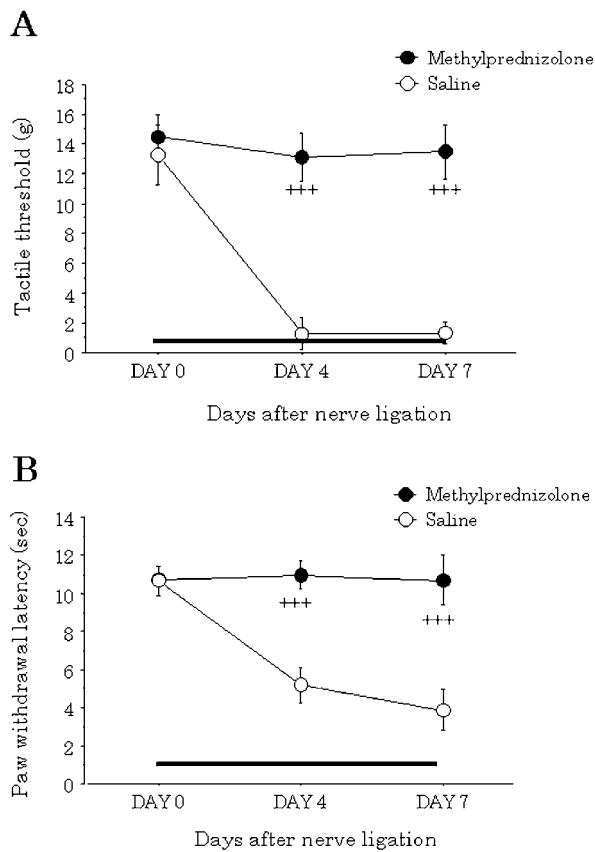 A
Methylprednizolone
Saline
Tactile threshold (g)
18
16
14
12
10
8
6
4
2
0
+++
+++
DAY 0
DAY 4
DAY 7
Days after nerve ligation
B
Methylprednizolone
Saline
Paw withdrawal latency (sec)
14
12
10
8
6
4
2
0
+++
+++
DAY 0
DAY 4
DAY 7
Days after nerve ligation